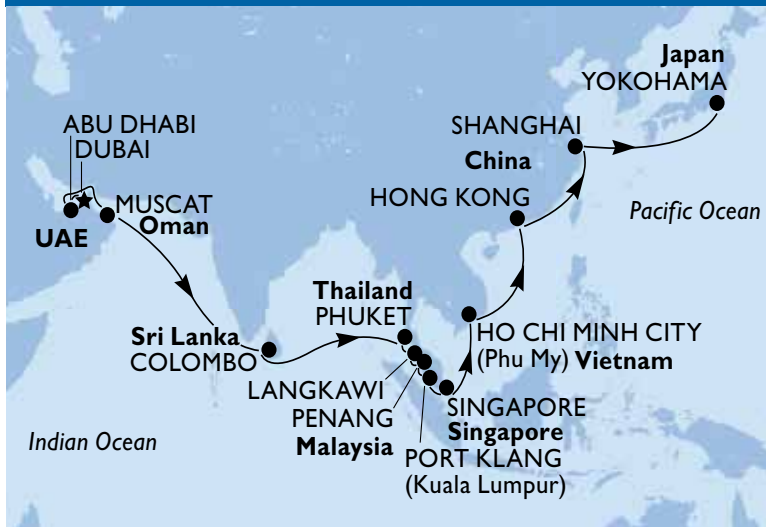 Japan
YOKOHAMA
ABU DHABI
DUBAI
SHANGHAI
China
MUSCAT
Oman
UAE
HONG KONG
Pacific Ocean
Thailand
PHUKET
Sri Lanka
COLOMBO
HO CHI MINH CITY
(Phu My) Vietnam
LANGKAWI
PENANG
Malaysia
SINGAPORE
Singapore
PORT KLANG
(Kuala Lumpur)
Indian Ocean